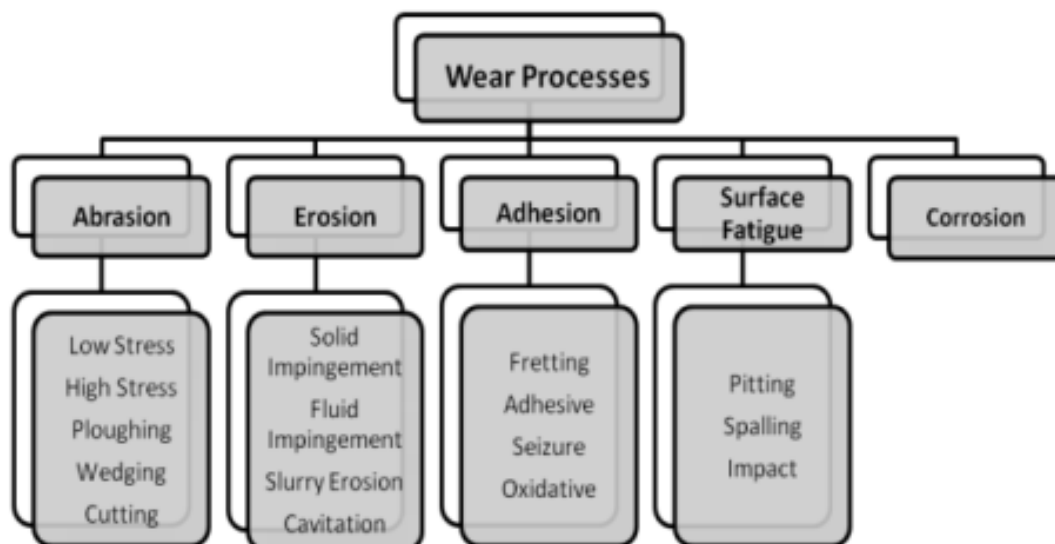 Wear Processes
Abrasion
Erosion
Adhesion
Surface
Fatigue
Corrosion
Low Stress
High Stress
Ploughing
Wedging
Cutting
Solid
Impingement
Fluid
Impingement
Slurry Erosion
Cavitation
Fretting
Adhesive
Seizure
Oxidative
Pitting
Spalling
Impact